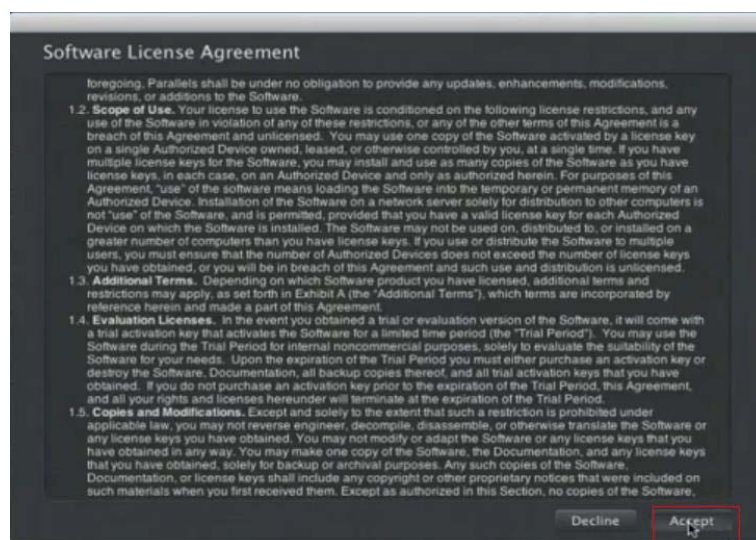 Software License Agreement
foregoing. Parallels shall be under no obligation to provide any updates, enhancements, modifications,
revisions, or additions to the Software.
1.2. Scope of Use. Your license to use the Software is conditioned on the following license restrictions, and any
use of the Software in violation of any of these restrictions, or any of the other terms of this Agreement is a
breach of this Agreement and unlicensed. You may use one copy of the Software activated by a license key
on a single Authorized Device owned, leased, or otherwise controlled by you, at a single time. If you have
multiple license keys for the Software, you may install and use as many copies of the Software as you have
license keys, in each case, on an Authorized Device and only as authorized herein. For purposes of this
Agreement, "use" of the software means loading the Software into the temporary or permanent memory of an
Authorized Device. Installation of the Software on a network server solely for distribution to other computers is
not "use" of the Software, and is permitted, provided that you have a valid license key for each Authorized
Device on which the Software is installed. The Software may not be used on, distributed to, or installed on a
greater number of computers than you have license keys. If you use or distribute the Software to multiple
users, you must ensure that the number of Authorized Devices does not exceed the number of license keys
you have obtained, or you will be in breach of this Agreement and such use and distribution is unlicensed.
1.3. Additional Terms. Depending on which Software product you have licensed, additional terms and
restrictions may apply, as set forth in Exhibit A (the "Additional Terms"), which terms are incorporated by
reference herein and made a part of this Agreement.
1.4. Evaluation Licenses. In the event you obtained a trial or evaluation version of the Software, it will come with
a trial activation key that activates the Software for a limited time period (the "Trial Period"). You may use the
Software during the Trial Period for internal noncommercial purposes, solely to evaluate the suitability of the
Software for your needs. Upon the expiration of the Trial Period you must either purchase an activation key or
destroy the Software, Documentation, all backup copies thereof, and all trial activation keys that you have
obtained. If you do not purchase an activation key prior to the expiration of the Trial Period, this Agreement,
and all your rights and licenses hereunder will terminate at the expiration of the Trial Period.
1.5. Copies and Modifications. Except and solely to the extent that such a restriction is prohibited under
applicable law, you may not reverse engineer, decompile, disassemble, or otherwise translate the Software or
any license keys you have obtained. You may not modify or adapt the Software or any license keys that you
have obtained in any way. You may make one copy of the Software, the Documentation, and any license keys
that you have obtained, solely for backup or archival purposes. Any such copies of the Software,
Documentation, or license keys shall include any copyright or other proprietary notices that were included on
such materials when you first received them. Except as authorized in this Section, no copies of the Software,
Decline
Accept